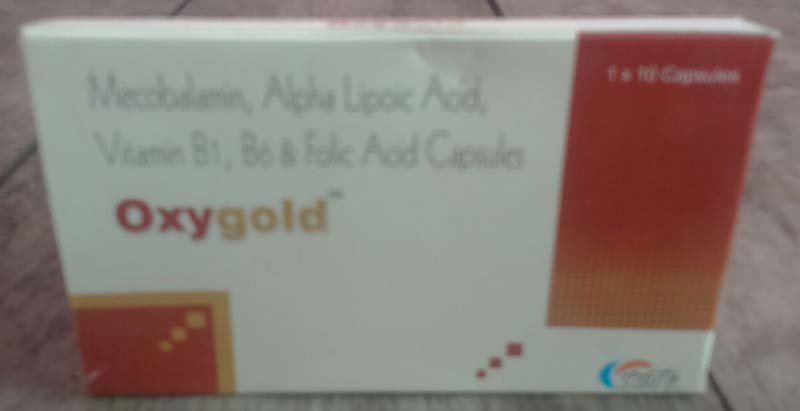 Mecobalamin, Alpha Lipoic Acid,
Vitamin B1, B6 & Folic Acid Capsules
Oxygold™
1 x 10 Capsules